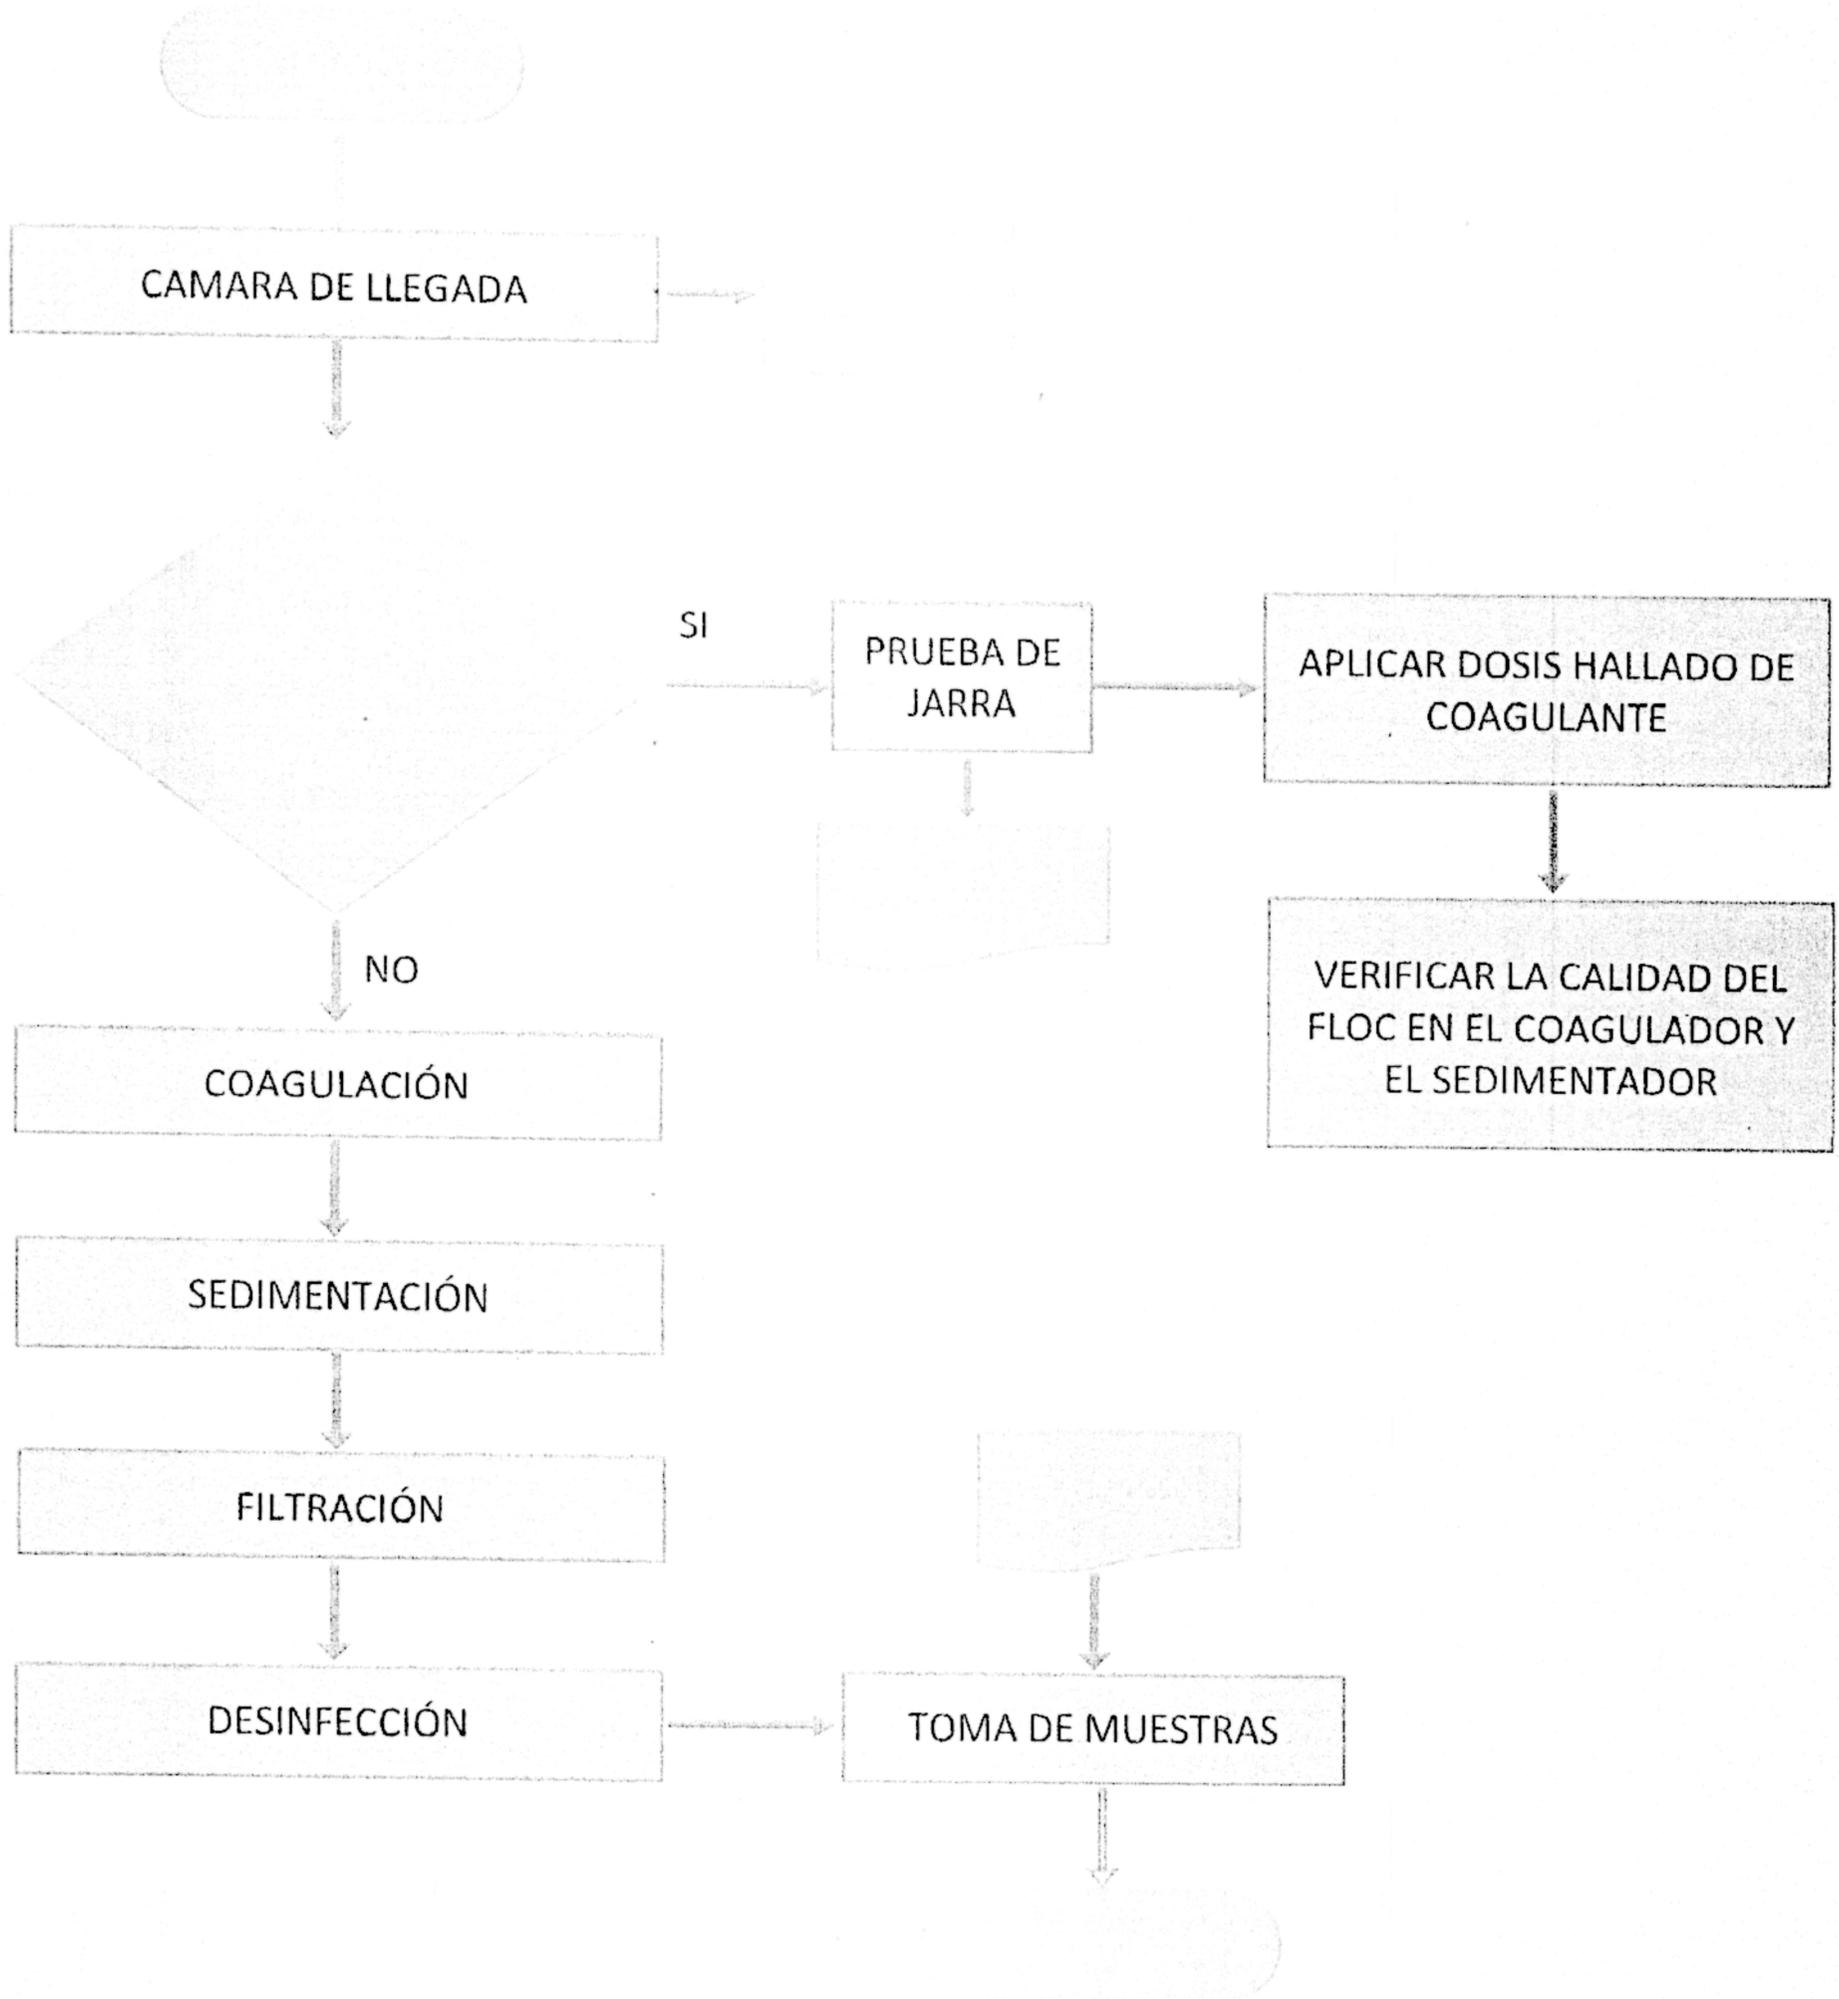 CAMARA DE LLEGADA
SI
PRUEBA DE
JARRA
APLICAR DOSIS HALLADO DE
COAGULANTE
NO
VERIFICAR LA CALIDAD DEL
FLOC EN EL COAGULADOR Y
EL SEDIMENTADOR
COAGULACIÓN
SEDIMENTACIÓN
FILTRACIÓN
DESINFECCIÓN
TOMA DE MUESTRAS